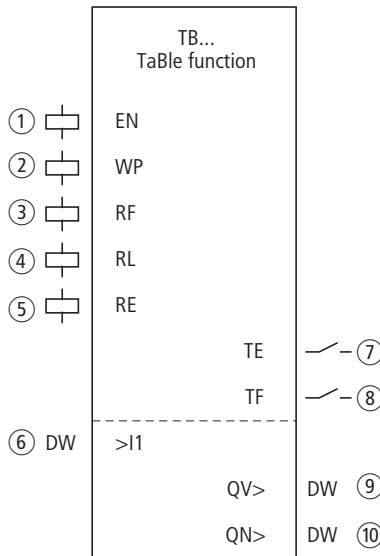 TB...
TaBle function
① EN
② WP
③ RF
④ RL
⑤ RE
TE ⑦
TF ⑧
⑥ DW >I1
QV> DW ⑨
QN> DW ⑩